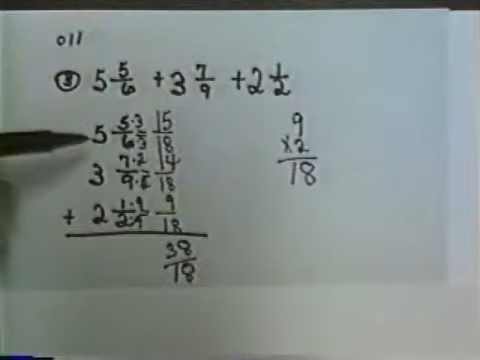 011
③ 5 5/6 + 3 7/9 + 2 1/2
5 5·3/6·3 = 15/18
3 7·2/9·2 = 14/18
+ 2 1·9/2·9 = 9/18
38/18
9
×2
18